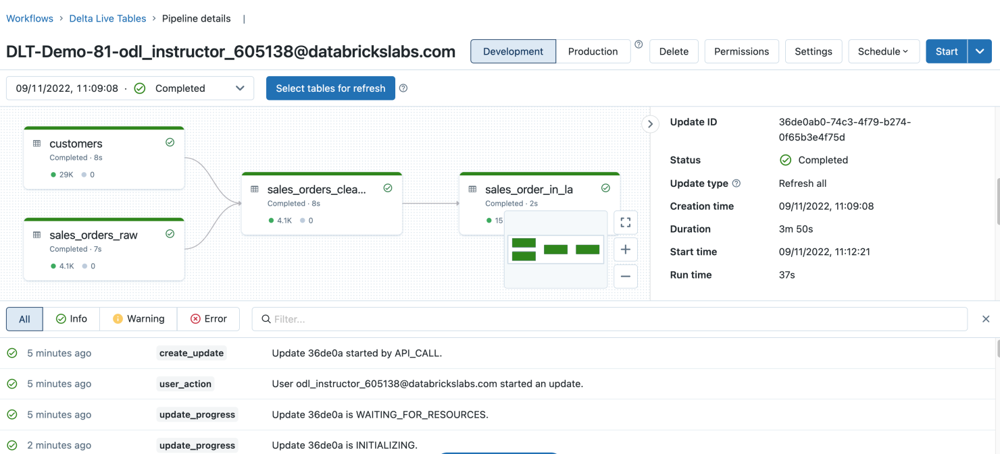 Workflows > Delta Live Tables > Pipeline details |
DLT-Demo-81-odl_instructor_605138@databrickslabs.com Development Production Delete Permissions Settings Schedule Start
09/11/2022, 11:09:08 · Completed Select tables for refresh
customers
Completed · 8s
29K 0
sales_orders_raw
Completed · 7s
4.1K 0
sales_orders_clea...
Completed · 8s
4.1K 0
sales_order_in_la
Completed · 2s
15
Update ID 36de0ab0-74c3-4f79-b274-
0f65b3e4f75d
Status Completed
Update type Refresh all
Creation time 09/11/2022, 11:09:08
Duration 3m 50s
Start time 09/11/2022, 11:12:21
Run time 37s
All Info Warning Error Filter...
5 minutes ago create_update Update 36de0a started by API_CALL.
5 minutes ago user_action User odl_instructor_605138@databrickslabs.com started an update.
5 minutes ago update_progress Update 36de0a is WAITING_FOR_RESOURCES.
2 minutes ago update_progress Update 36de0a is INITIALIZING.